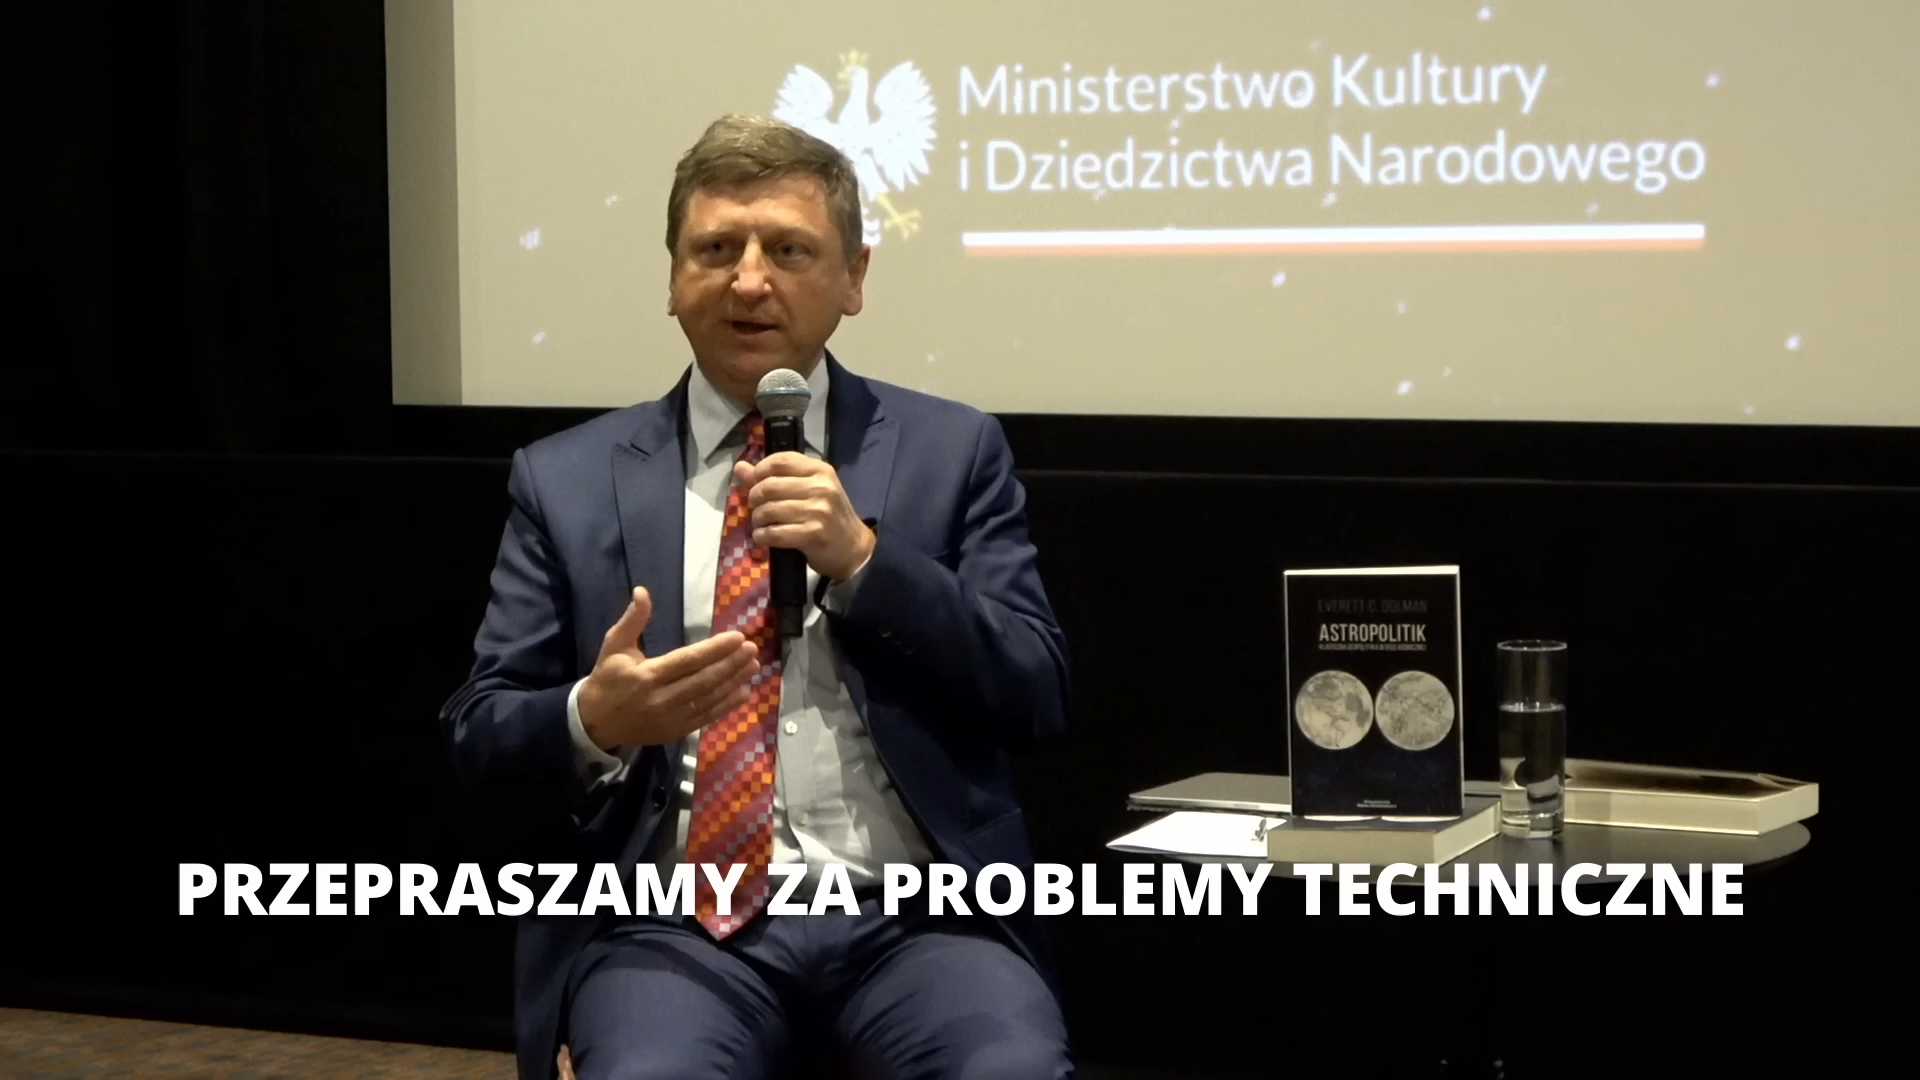 Ministerstwo Kultury
i Dziedzictwa Narodowego
EVERETT C. DOLMAN
ASTROPOLITIK
PRZEPRASZAMY ZA PROBLEMY TECHNICZNE